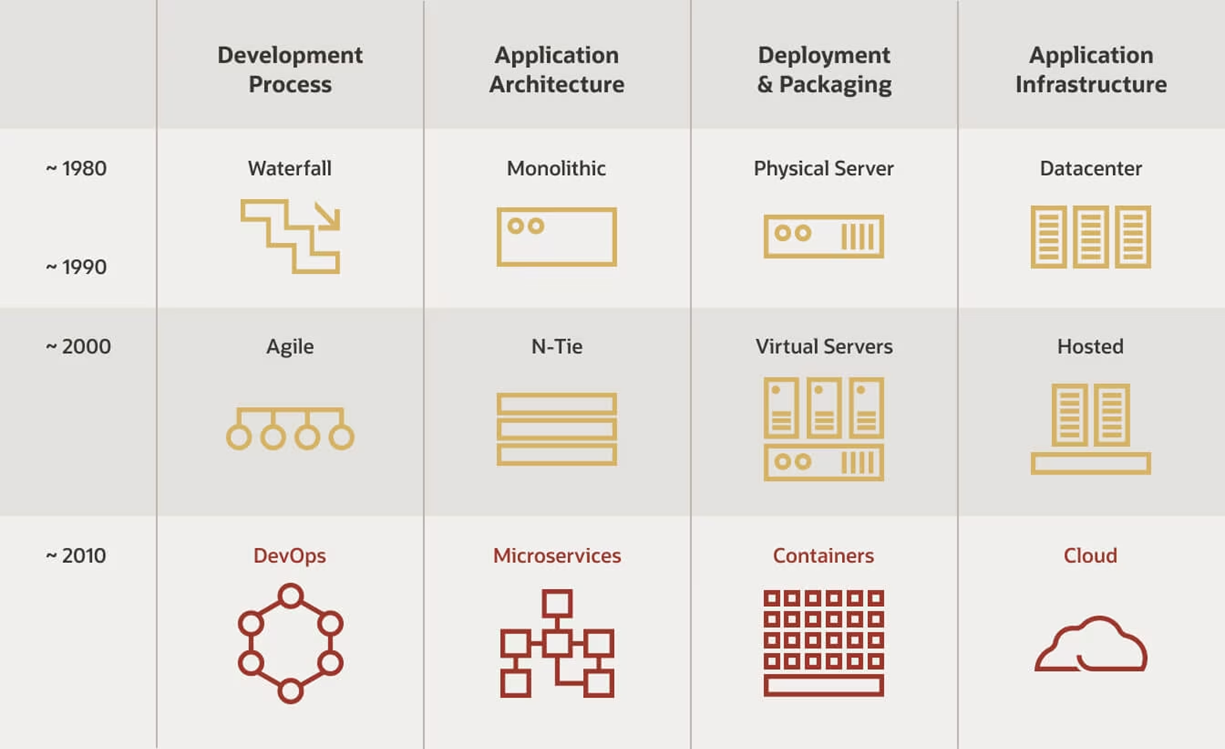 Development
Process
Application
Architecture
Deployment
& Packaging
Application
Infrastructure
~ 1980
Waterfall
Monolithic
Physical Server
Datacenter
~ 1990
~ 2000
Agile
N-Tie
Virtual Servers
Hosted
~ 2010
DevOps
Microservices
Containers
Cloud